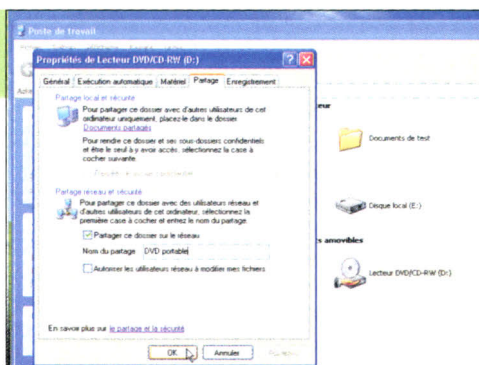 Poste de travail
Propriétés de Lecteur DVD/CD-RW (D:)
Général Exécution automatique Matériel Partage Enregistrement
Partage local et sécurité
Pour partager ce dossier avec d'autres utilisateurs de cet
ordinateur uniquement, placez-le dans le dossier
Documents partagés
Pour rendre ce dossier et ses sous-dossiers confidentiels
et être le seul à y avoir accès, sélectionnez la case à
cocher suivante.
Partage réseau et sécurité
Pour partager ce dossier avec des utilisateurs réseau et
d'autres utilisateurs de cet ordinateur, sélectionnez la
première case à cocher et entrez le nom du partage.
Partager ce dossier sur le réseau
Nom du partage DVD portable
Autoriser les utilisateurs réseau à modifier mes fichiers
En savoir plus sur le partage et la sécurité.
OK Annuler
Documents de test
Disque local (E:)
s amovibles
Lecteur DVD/CD-RW (D:)